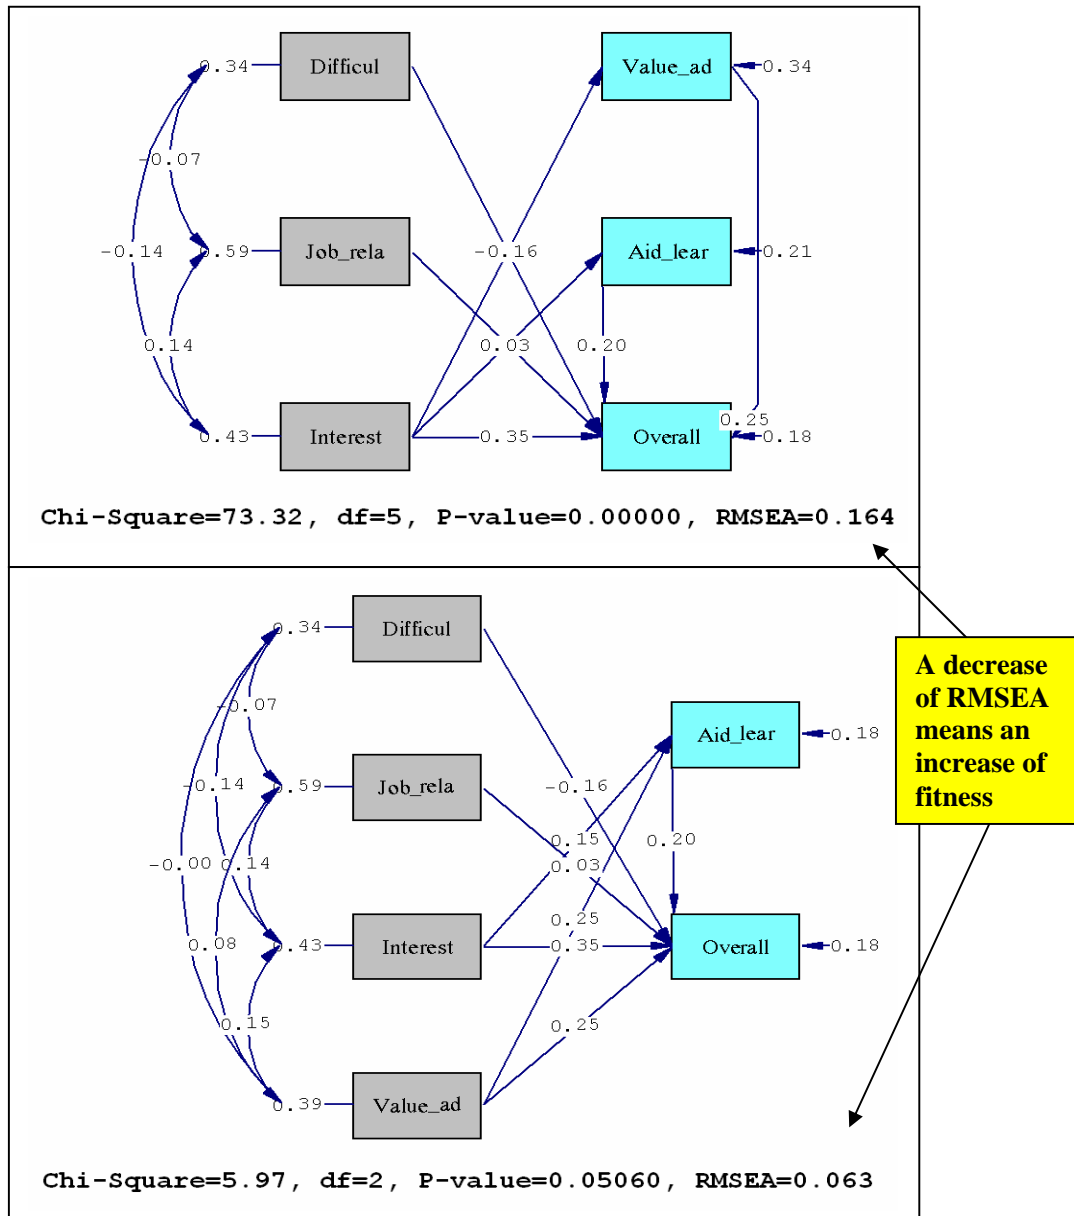 0.34 Difficul Value_ad 0.34
-0.07
-0.14 0.59 Job_rela -0.16 Aid_lear 0.21
0.14 0.03 0.20
0.25
0.43 Interest 0.35 Overall 0.18
Chi-Square=73.32, df=5, P-value=0.00000, RMSEA=0.164
0.34 Difficul
-0.07
Aid_lear 0.18
-0.14 0.59 Job_rela -0.16
0.15 0.20
-0.00 0.14 0.03
0.25
0.08 0.43 Interest 0.35 Overall 0.18
0.15 0.25
0.39 Value_ad
Chi-Square=5.97, df=2, P-value=0.05060, RMSEA=0.063
A decrease
of RMSEA
means an
increase of
fitness